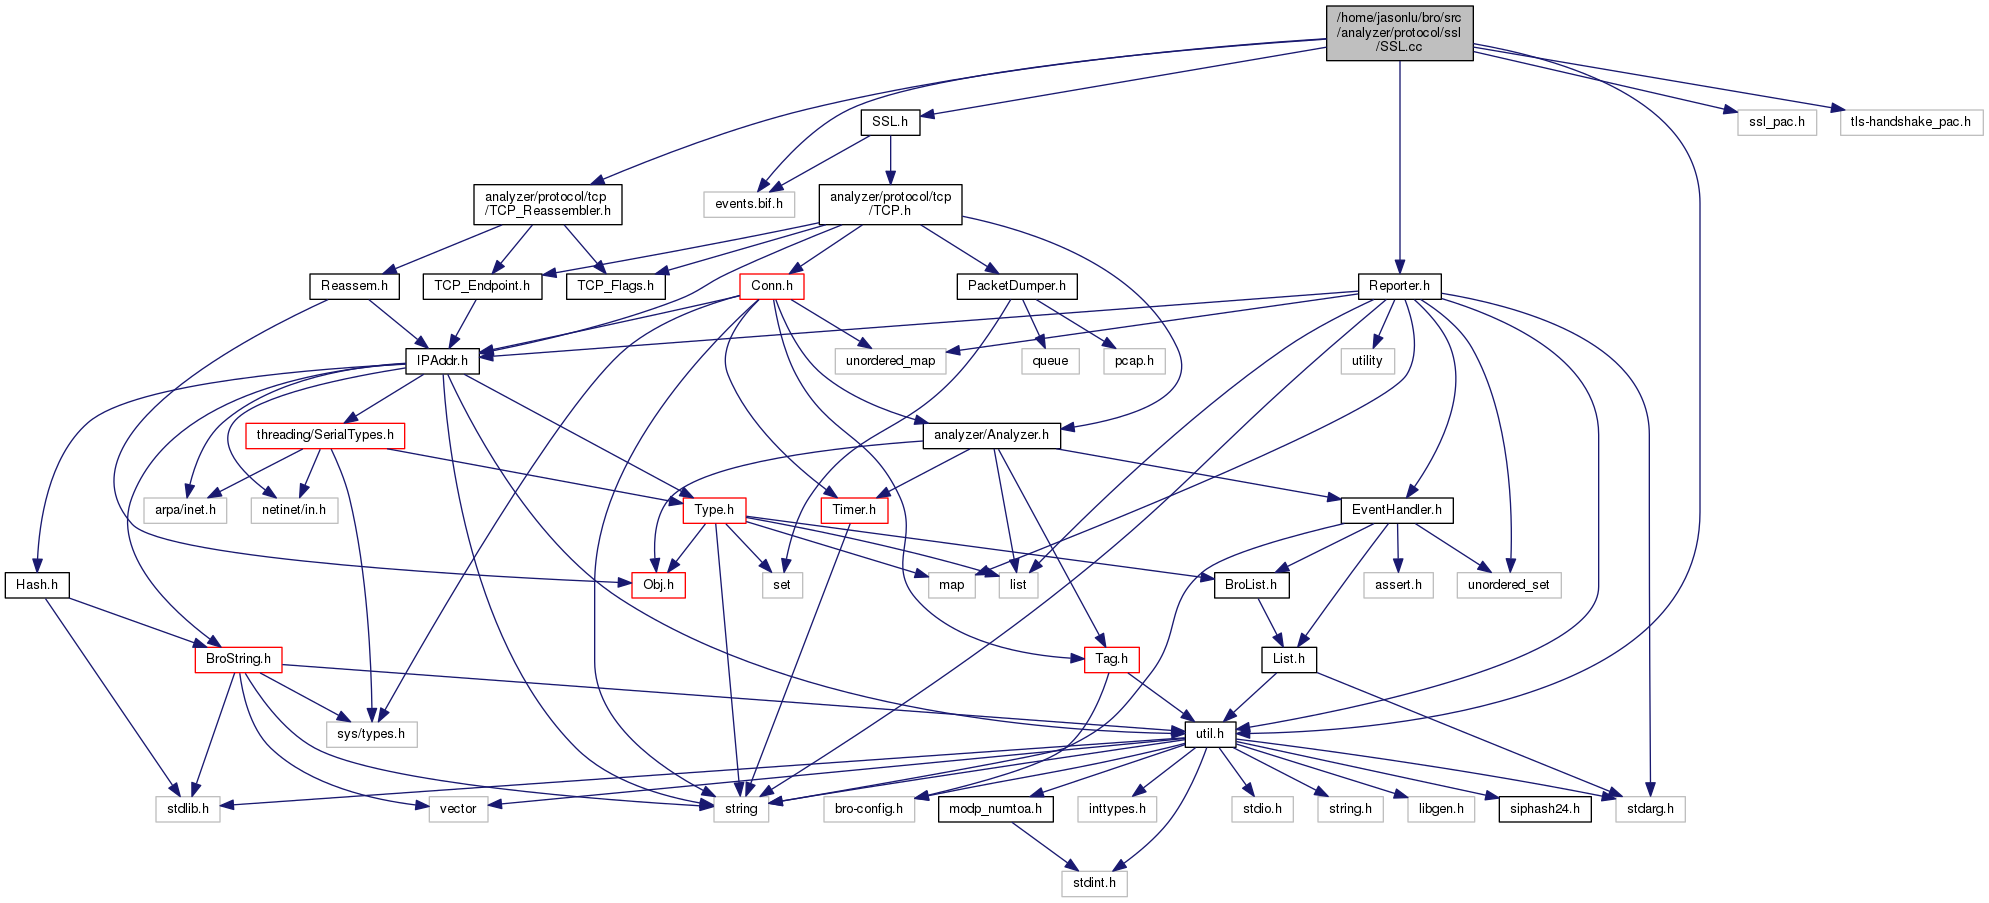 /home/jasonlu/bro/src
/analyzer/protocol/ssl
/SSL.cc
SSL.h
ssl_pac.h
tls-handshake_pac.h
analyzer/protocol/tcp
/TCP_Reassembler.h
events.bif.h
analyzer/protocol/tcp
/TCP.h
Reassem.h
TCP_Endpoint.h
TCP_Flags.h
Conn.h
PacketDumper.h
Reporter.h
IPAddr.h
unordered_map
queue
pcap.h
utility
threading/SerialTypes.h
analyzer/Analyzer.h
arpa/inet.h
netinet/in.h
Type.h
Timer.h
EventHandler.h
Hash.h
Obj.h
set
map
list
BroList.h
assert.h
unordered_set
BroString.h
Tag.h
List.h
sys/types.h
util.h
stdlib.h
vector
string
bro-config.h
modp_numtoa.h
inttypes.h
stdio.h
string.h
libgen.h
siphash24.h
stdarg.h
stdint.h